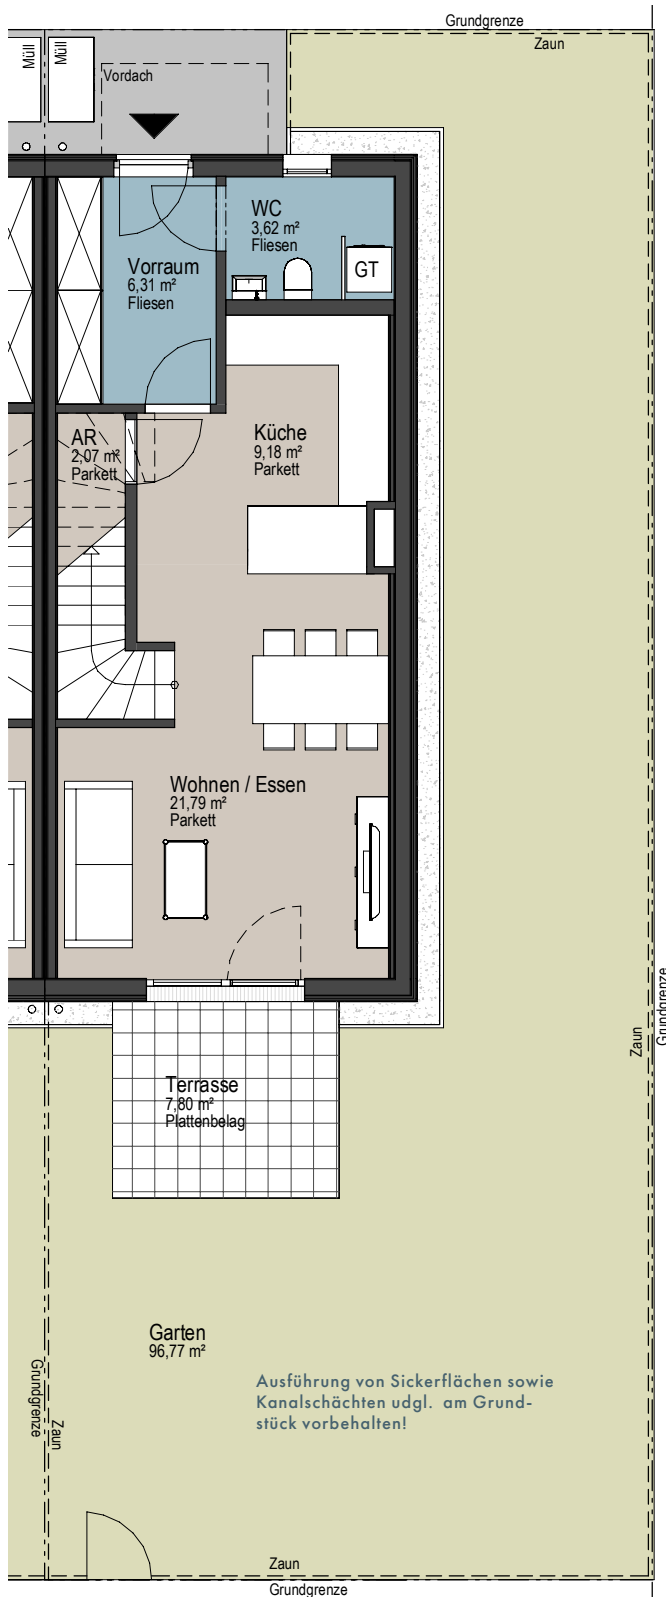 Grundgrenze
Zaun
Müll
Müll
Vordach
WC
3,62 m²
Fliesen
GT
Vorraum
6,31 m²
Fliesen
AR
2,07 m²
Parkett
Küche
9,18 m²
Parkett
Wohnen / Essen
21,79 m²
Parkett
Grundgrenze
Zaun
Terrasse
7,80 m²
Plattenbelag
Garten
96,77 m²
Grundgrenze
Zaun
Ausführung von Sickerflächen sowie
Kanalschächten udgl. am Grund-
stück vorbehalten!
Zaun
Grundgrenze